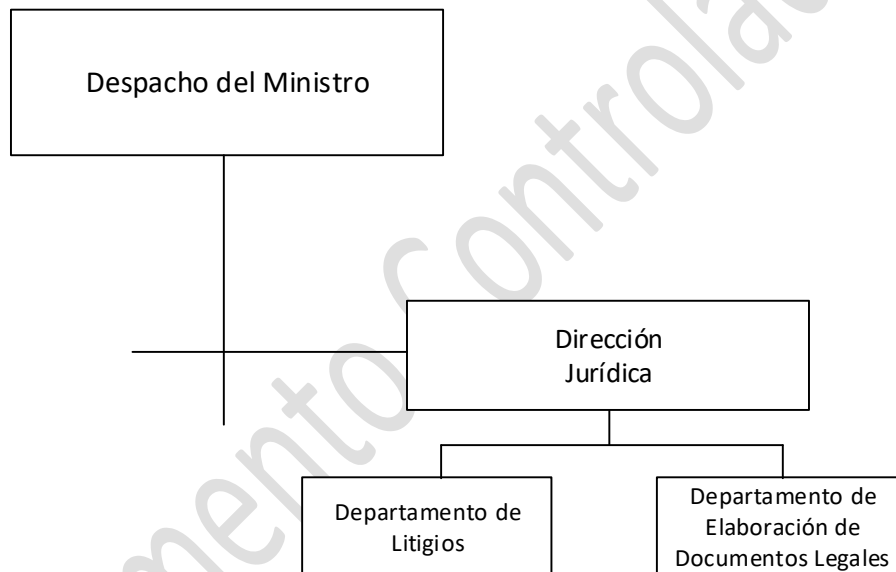 Despacho del Ministro
Dirección
Jurídica
Departamento de
Litigios
Departamento de
Elaboración de
Documentos Legales